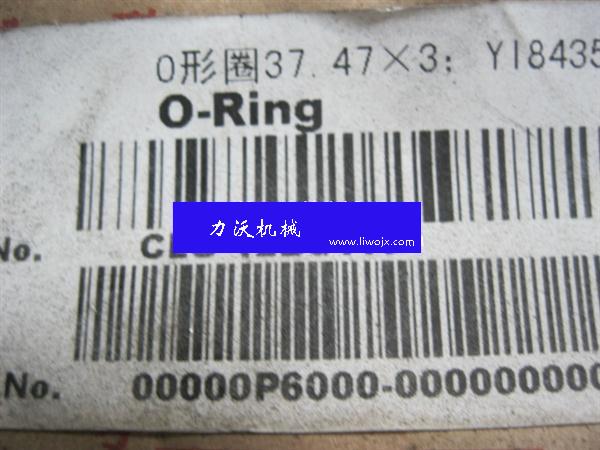 O形圈37.47×3; YI8435
O-Ring
力沃机械
www.liwojx.com
No.
No. 00000P6000-000000000